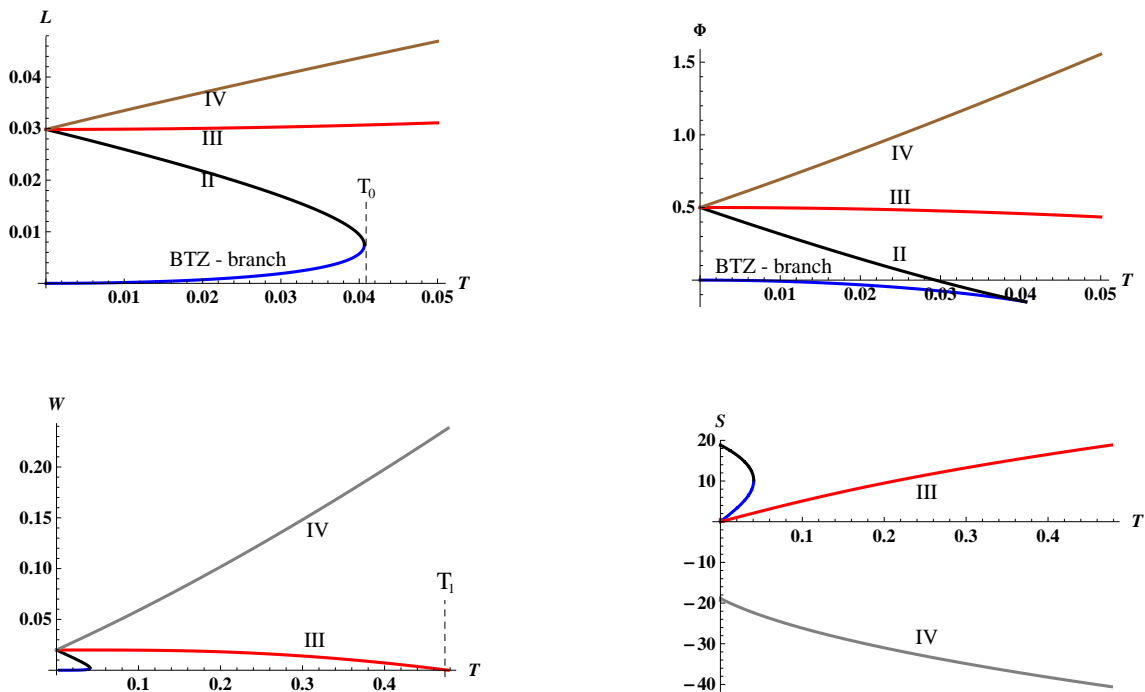 L
0.04
0.03
0.02
0.01
IV
III
II
T0
BTZ - branch
0.01 0.02 0.03 0.04 0.05 T
Φ
1.5
1.0
0.5
IV
III
II
BTZ - branch
0.01 0.02 0.03 0.04 0.05 T
W
0.20
0.15
0.10
0.05
IV
T1
III
0.1 0.2 0.3 0.4 T
S
20
10
III
0.1 0.2 0.3 0.4 T
−10
−20
−30
−40
IV